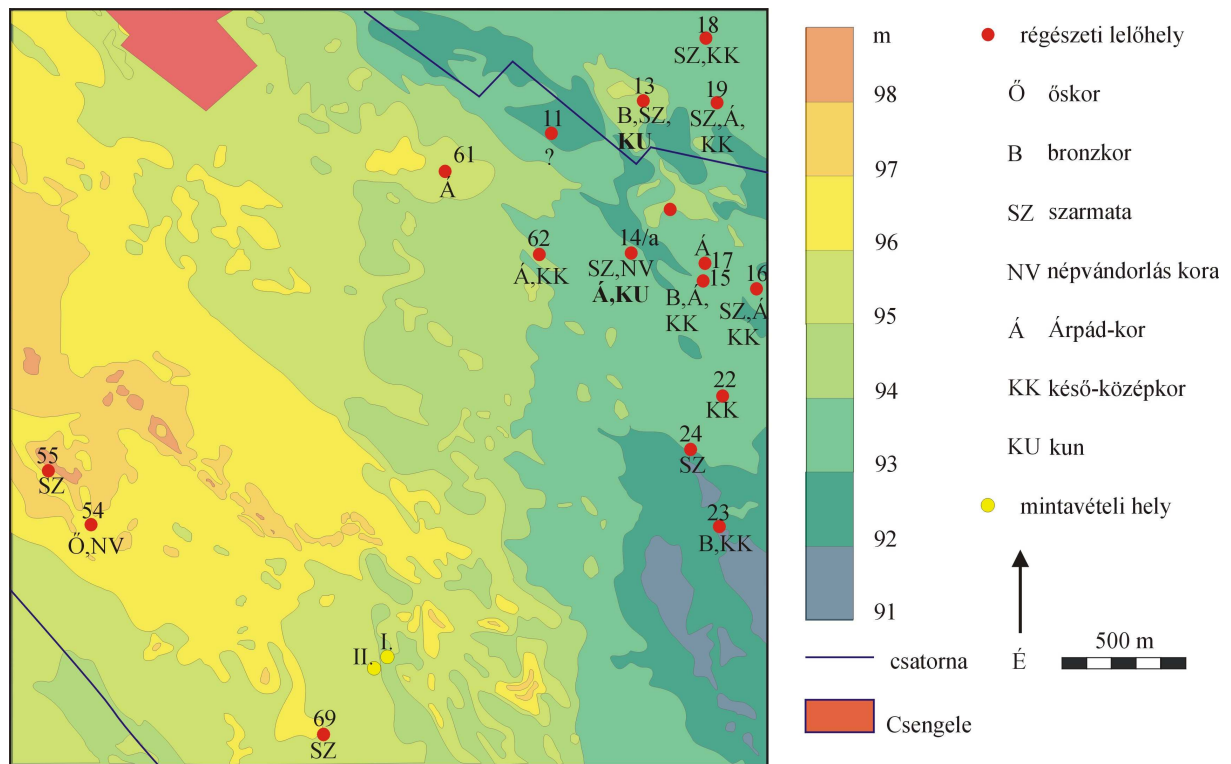 18
SZ,KK
13
B,SZ,
KU
19
SZ,Á,
KK
11
?
61
Á
62
Á,KK
14/a
SZ,NV
Á,KU
Á
17
15
B,Á,
KK
16
SZ,Á
KK
22
KK
24
SZ
23
B,KK
55
SZ
54
Ő,NV
I.
II.
69
SZ
m
98
97
96
95
94
93
92
91
csatorna
Csengele
régészeti lelőhely
Ő őskor
B bronzkor
SZ szarmata
NV népvándorlás kora
Á Árpád-kor
KK késő-középkor
KU kun
mintavételi hely
É
500 m